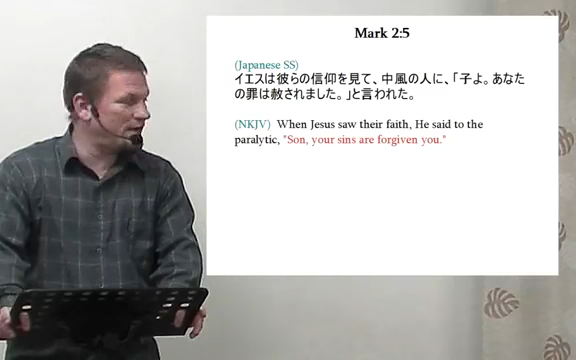 Mark 2:5
(Japanese SS)
イエスは彼らの信仰を見て、中風の人に、「子よ。あなた
の罪は赦されました。」と言われた。
(NKJV) When Jesus saw their faith, He said to the
paralytic, "Son, your sins are forgiven you."